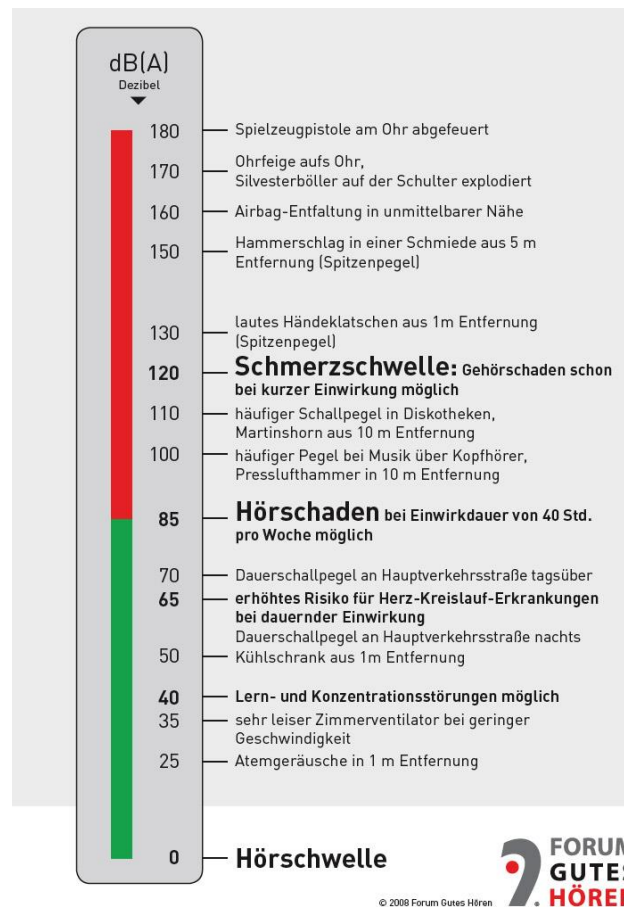 dB(A)
Dezibel
180 Spielzeugpistole am Ohr abgefeuert
Ohrfeige aufs Ohr,
170 Silvesterböller auf der Schulter explodiert
160 Airbag-Entfaltung in unmittelbarer Nähe
150 Hammerschlag in einer Schmiede aus 5 m
Entfernung (Spitzenpegel)
130 lautes Händeklatschen aus 1m Entfernung
(Spitzenpegel)
120 Schmerzschwelle: Gehörschaden schon
bei kurzer Einwirkung möglich
110 häufiger Schallpegel in Diskotheken,
Martinshorn aus 10 m Entfernung
100 häufiger Pegel bei Musik über Kopfhörer,
Presslufthammer in 10 m Entfernung
85 Hörschaden bei Einwirkdauer von 40 Std.
pro Woche möglich
70 Dauerschallpegel an Hauptverkehrsstraße tagsüber
65 erhöhtes Risiko für Herz-Kreislauf-Erkrankungen
bei dauernder Einwirkung
Dauerschallpegel an Hauptverkehrsstraße nachts
50 Kühlschrank aus 1m Entfernung
40 Lern- und Konzentrationsstörungen möglich
35 sehr leiser Zimmerventilator bei geringer
Geschwindigkeit
25 Atemgeräusche in 1 m Entfernung
0 Hörschwelle
© 2008 Forum Gutes Hören
FORUM
GUTES
HÖREN